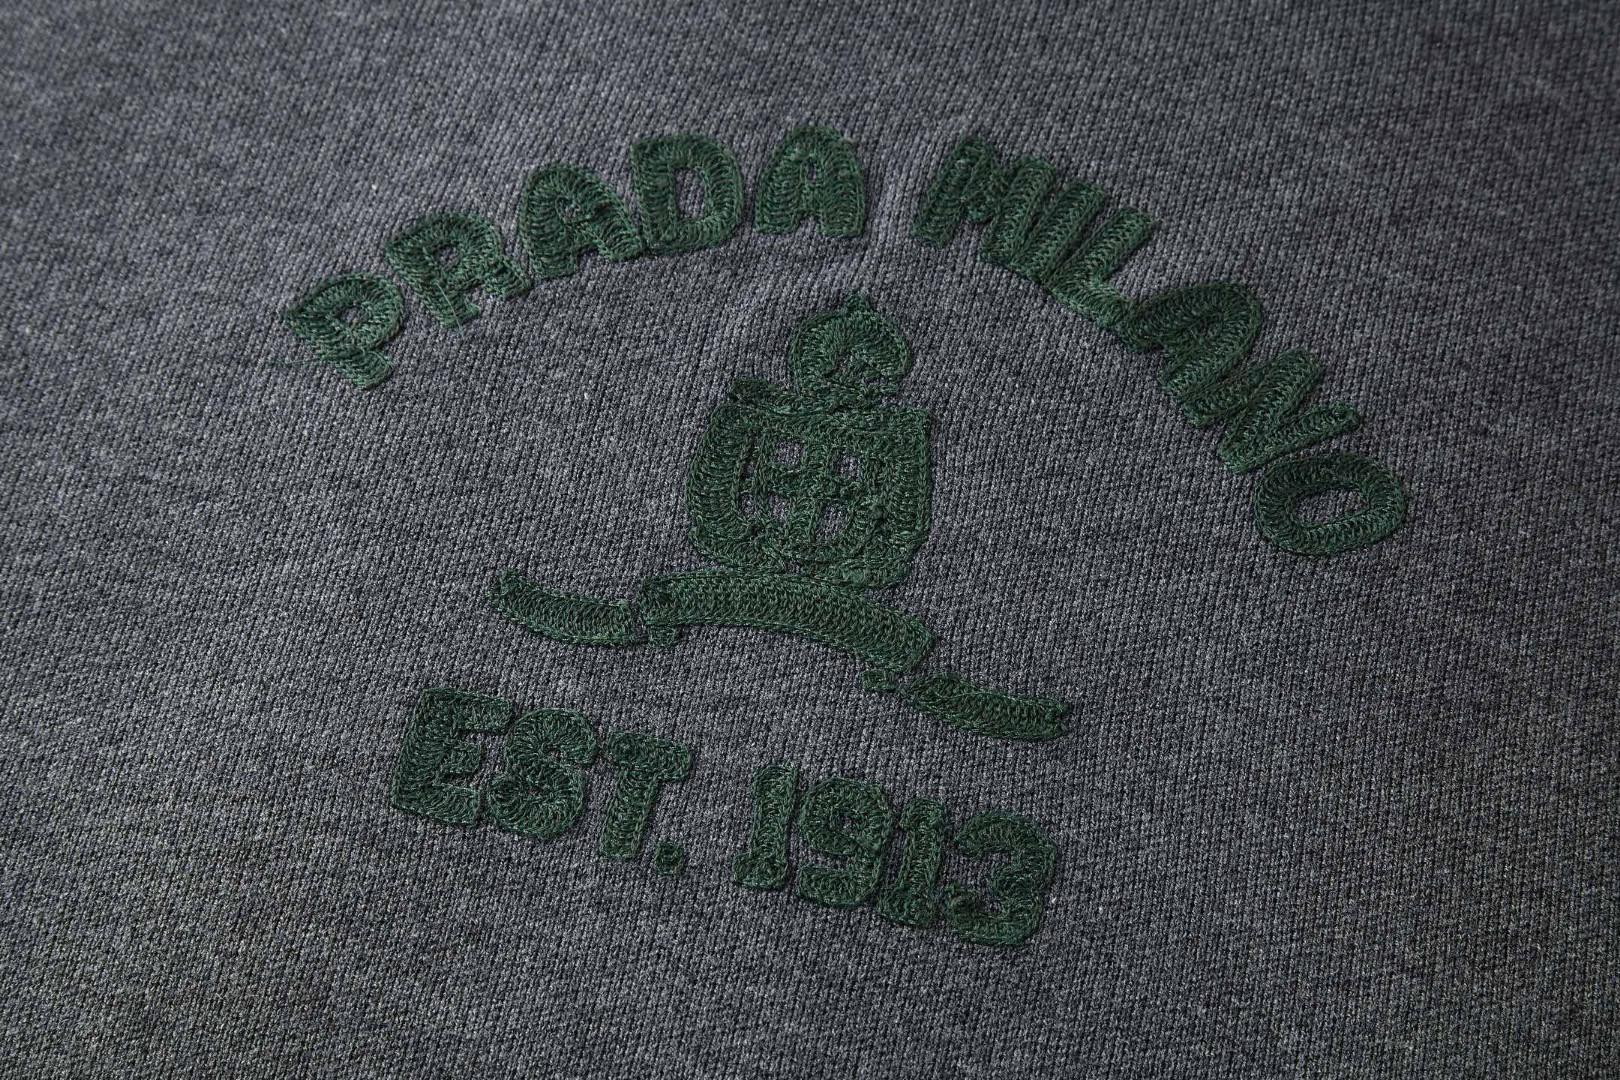 PRADA MILANO
EST. 1913